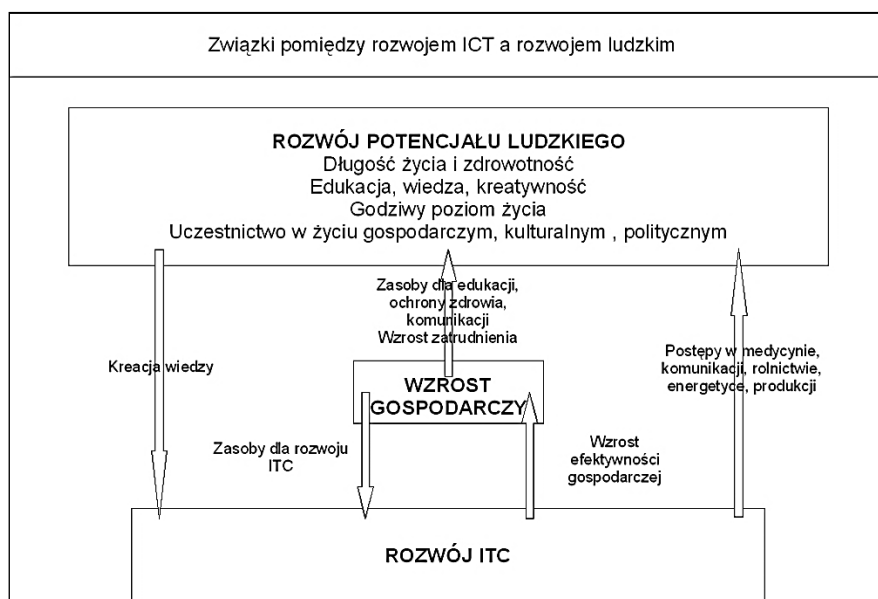 Związki pomiędzy rozwojem ICT a rozwojem ludzkim
ROZWÓJ POTENCJAŁU LUDZKIEGO
Długość życia i zdrowotność
Edukacja, wiedza, kreatywność
Godziwy poziom życia
Uczestnictwo w życiu gospodarczym, kulturalnym , politycznym
Zasoby dla edukacji,
ochrony zdrowia,
komunikacji
Wzrost zatrudnienia
Kreacja wiedzy
Postępy w medycynie,
komunikacji, rolnictwie,
energetyce, produkcji
WZROST
GOSPODARCZY
Zasoby dla rozwoju
ITC
Wzrost
efektywności
gospodarczej
ROZWÓJ ITC